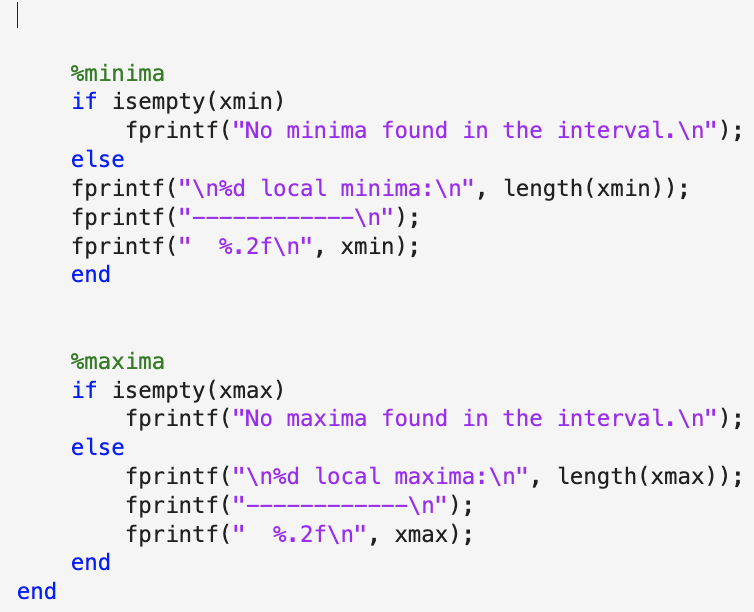 %minima
if isempty(xmin)
fprintf("No minima found in the interval.\n");
else
fprintf("\n%d local minima:\n", length(xmin));
fprintf("------------\n");
fprintf("  %.2f\n", xmin);
end
%maxima
if isempty(xmax)
fprintf("No maxima found in the interval.\n");
else
fprintf("\n%d local maxima:\n", length(xmax));
fprintf("------------\n");
fprintf("  %.2f\n", xmax);
end
end